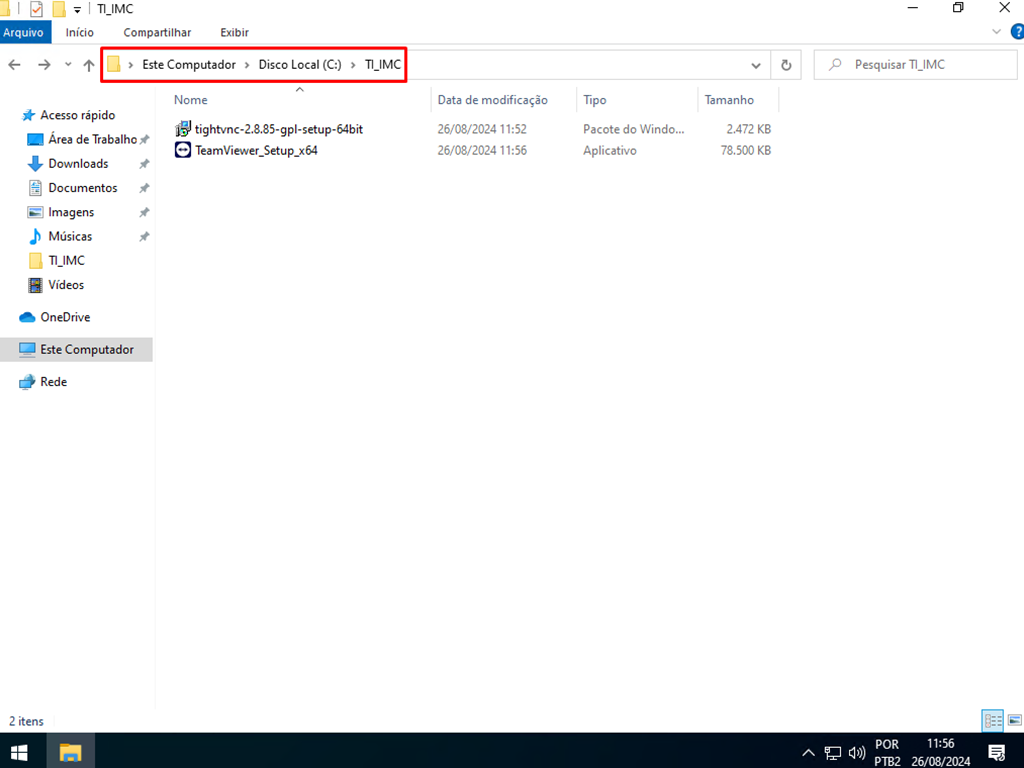 TI_IMC
Arquivo Início Compartilhar Exibir
Este Computador Disco Local (C:) TI_IMC
Pesquisar TI_IMC
Nome Data de modificação Tipo Tamanho
tightvnc-2.8.85-gpl-setup-64bit 26/08/2024 11:52 Pacote do Windo... 2.472 KB
TeamViewer_Setup_x64 26/08/2024 11:56 Aplicativo 78.500 KB
Acesso rápido
Área de Trabalho
Downloads
Documentos
Imagens
Músicas
TI_IMC
Vídeos
OneDrive
Este Computador
Rede
2 itens
POR 11:56
PTB2 26/08/2024